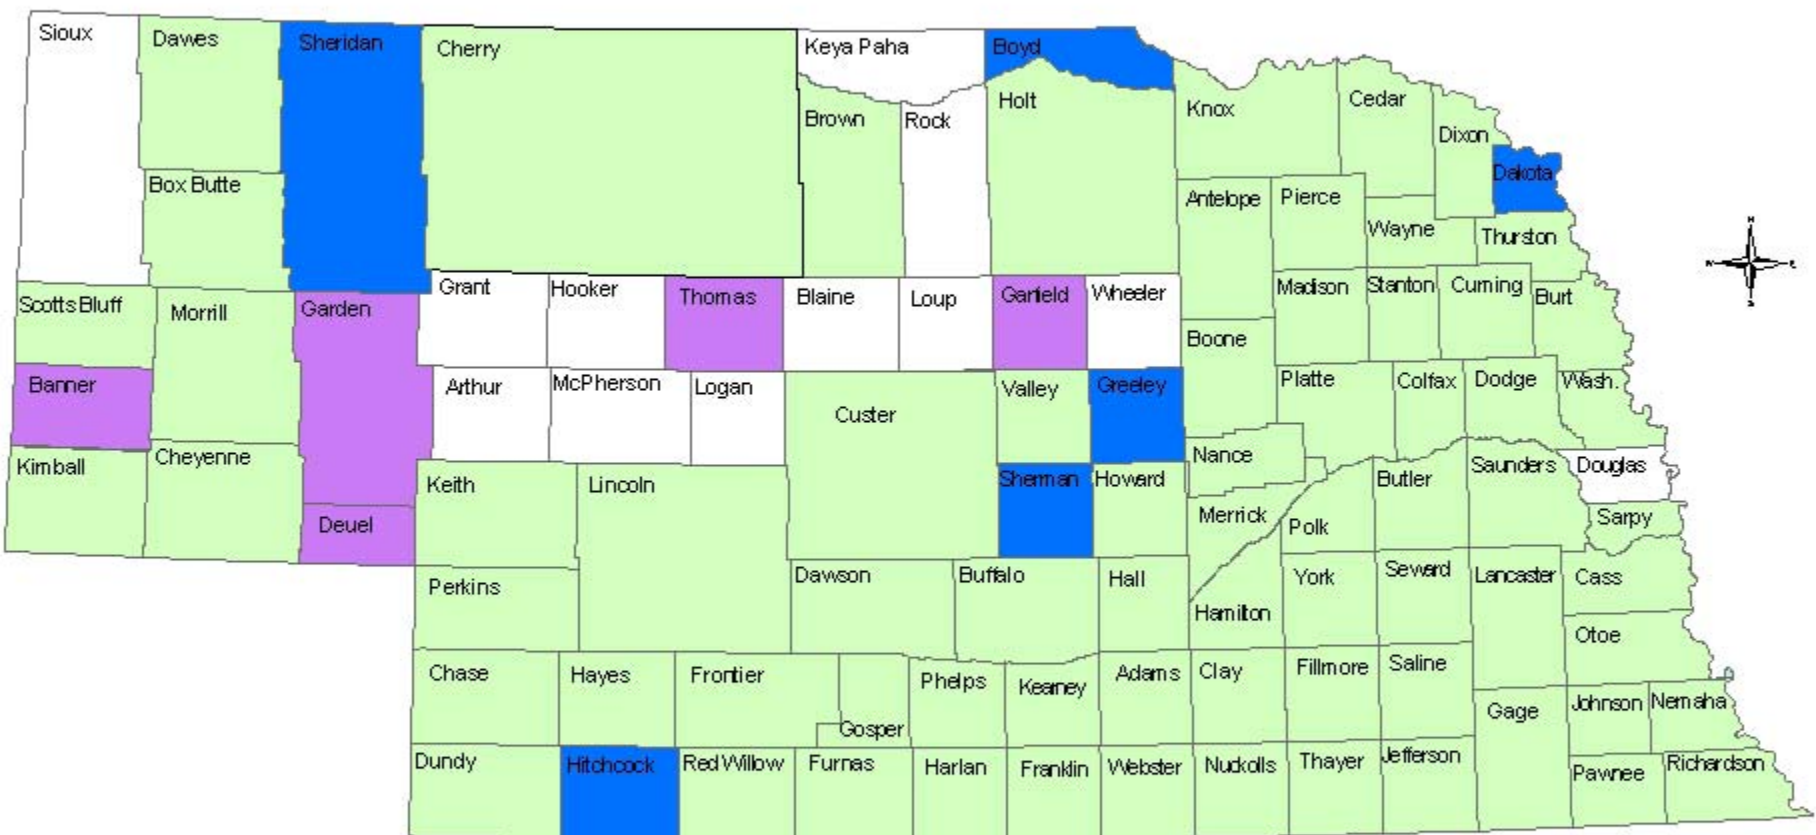 Sioux
Dawes
Sheridan
Cherry
Keya Paha
Boyd
Holt
Knox
Cedar
Dixon
Dakota
Brown
Rock
Box Butte
Antelope
Pierce
Wayne
Thurston
Scotts Bluff
Morrill
Garden
Grant
Hooker
Thomas
Blaine
Loup
Garfield
Wheeler
Boone
Madison
Stanton
Cuming
Burt
Banner
Arthur
McPherson
Logan
Custer
Valley
Greeley
Platte
Colfax
Dodge
Wash.
Kimball
Cheyenne
Deuel
Keith
Lincoln
Sherman
Howard
Nance
Merrick
Polk
Butler
Saunders
Douglas
Sarpy
Perkins
Dawson
Buffalo
Hall
Hamilton
York
Seward
Lancaster
Cass
Otoe
Chase
Hayes
Frontier
Gosper
Phelps
Kearney
Adams
Clay
Fillmore
Saline
Gage
Johnson
Nemaha
Dundy
Hitchcock
Red Willow
Furnas
Harlan
Franklin
Webster
Nuckolls
Thayer
Jefferson
Pawnee
Richardson